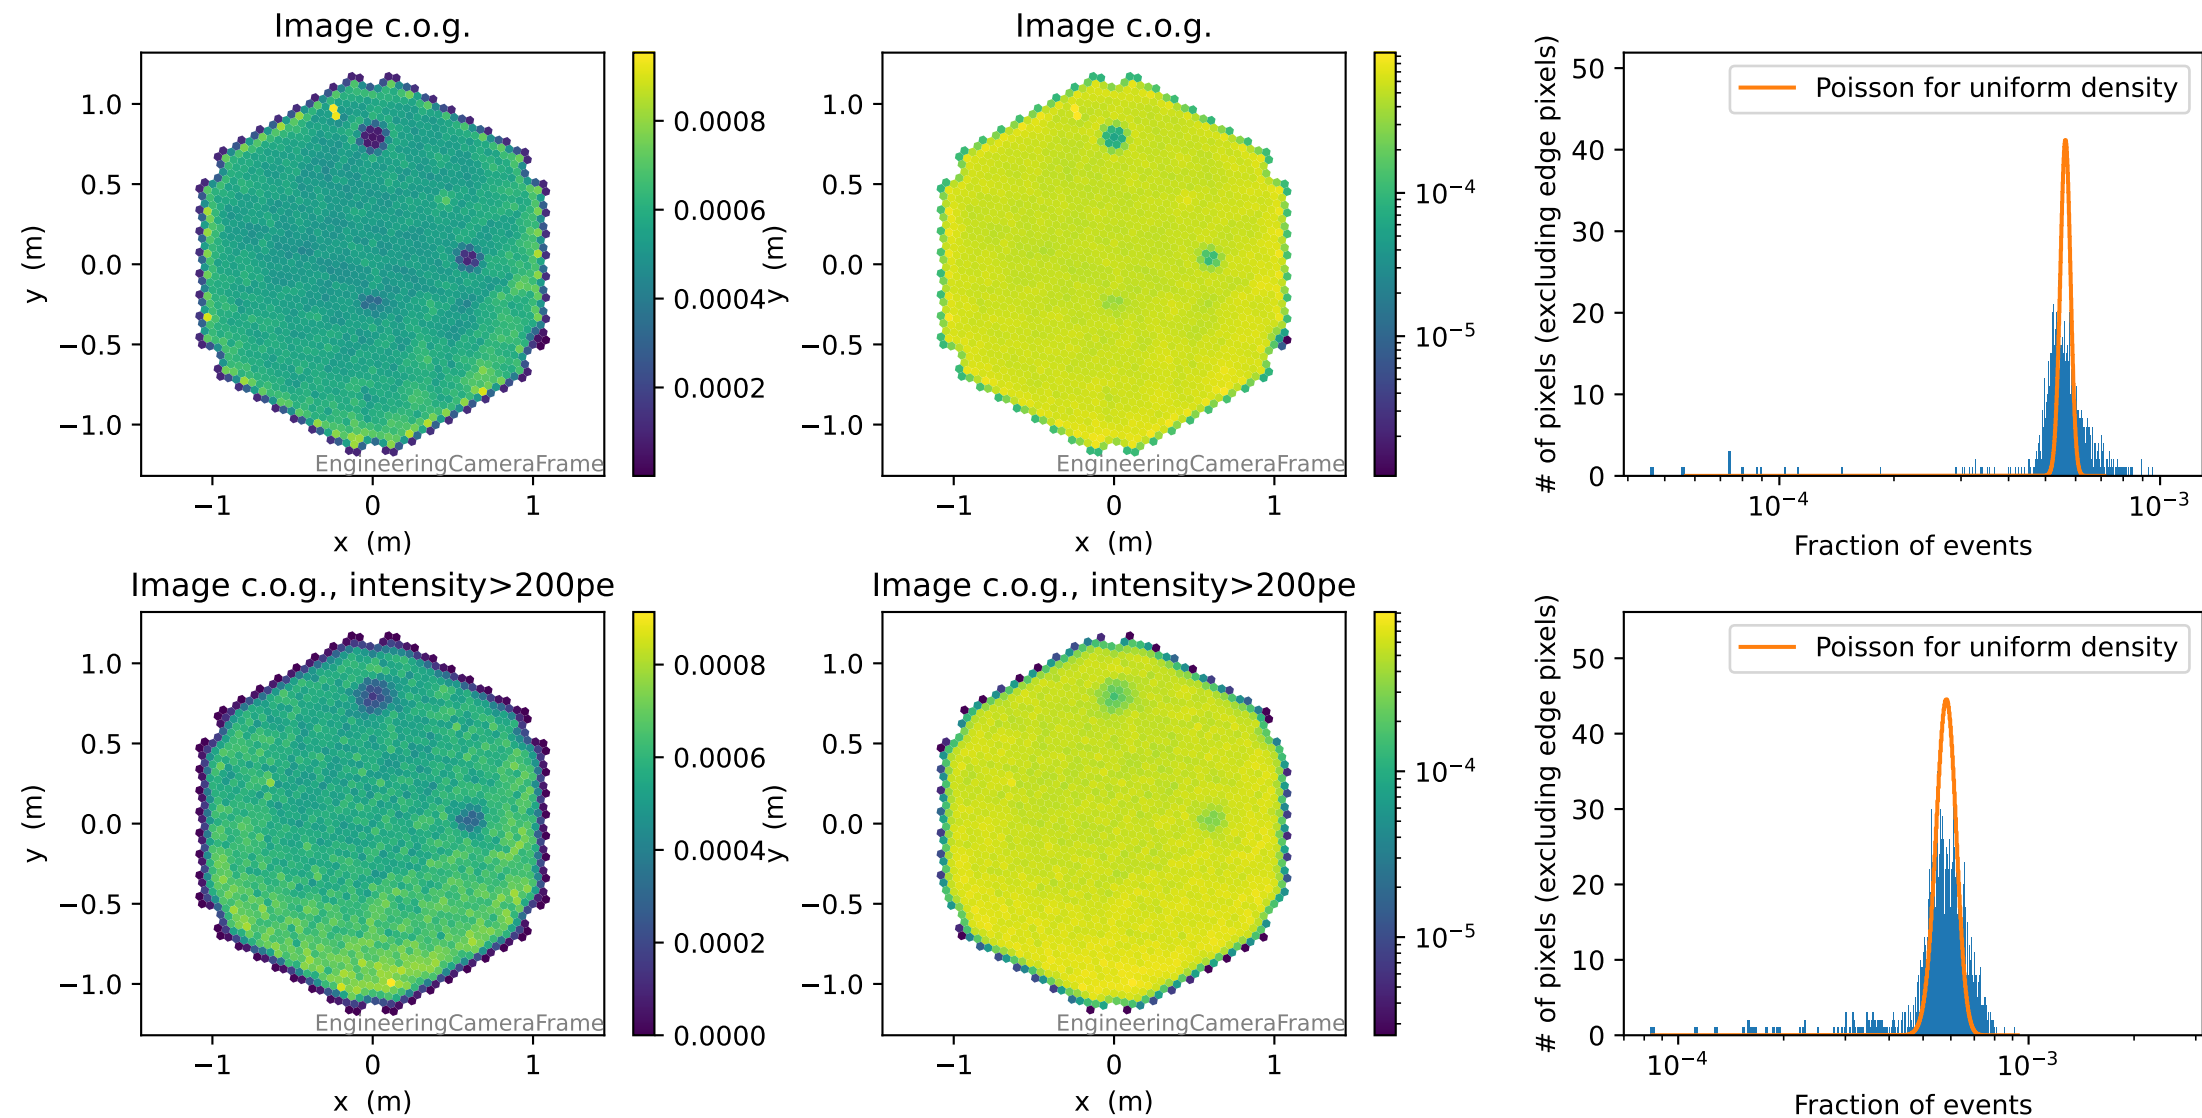 Image c.o.g.
1.0
0.5
0.0
−0.5
−1.0
y (m)
−1
0
1
x (m)
EngineeringCameraFrame
0.0008
0.0006
0.0004
0.0002
Image c.o.g.
1.0
0.5
0.0
−0.5
−1.0
y (m)
−1
0
1
x (m)
EngineeringCameraFrame
10⁻⁴
10⁻⁵
Poisson for uniform density
50
40
30
20
10
0
# of pixels (excluding edge pixels)
10⁻⁴
10⁻³
Fraction of events
Image c.o.g., intensity>200pe
1.0
0.5
0.0
−0.5
−1.0
y (m)
−1
0
1
x (m)
EngineeringCameraFrame
0.0008
0.0006
0.0004
0.0002
0.0000
Image c.o.g., intensity>200pe
1.0
0.5
0.0
−0.5
−1.0
y (m)
−1
0
1
x (m)
EngineeringCameraFrame
10⁻⁴
10⁻⁵
Poisson for uniform density
50
40
30
20
10
0
# of pixels (excluding edge pixels)
10⁻⁴
10⁻³
Fraction of events